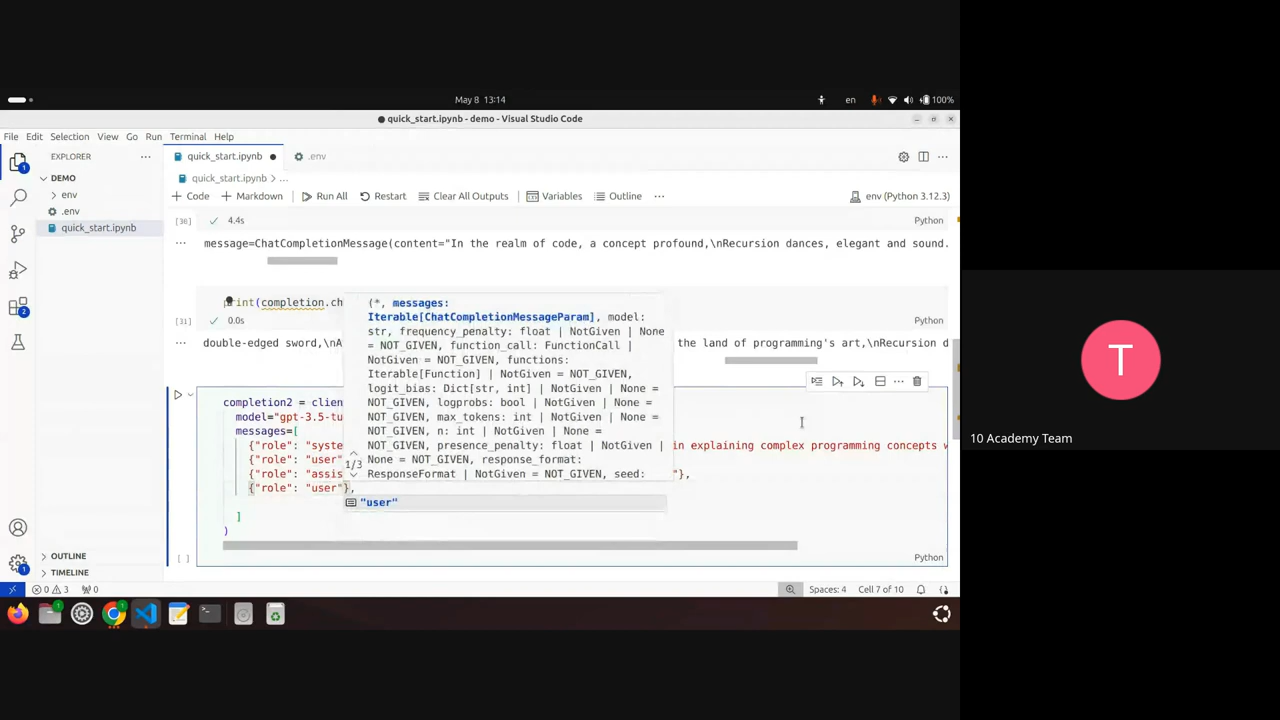 May 8 13:14
en
100%
quick_start.ipynb - demo - Visual Studio Code
File Edit Selection View Go Run Terminal Help
EXPLORER
quick_start.ipynb
.env
DEMO
quick_start.ipynb > ...
env
.env
quick_start.ipynb
Code
Markdown
Run All
Restart
Clear All Outputs
Variables
Outline
env (Python 3.12.3)
[30]
4.4s
Python
message=ChatCompletionMessage(content="In the realm of code, a concept profound,\nRecursion dances, elegant and sound.
print(completion.ch
[31]
0.0s
Python
double-edged sword,\nA
the land of programming's art,\nRecursion d
(*, messages:
Iterable[ChatCompletionMessageParam], model:
str, frequency_penalty: float | NotGiven | None
= NOT_GIVEN, function_call: FunctionCall |
NotGiven = NOT_GIVEN, functions:
Iterable[Function] | NotGiven = NOT_GIVEN,
logit_bias: Dict[str, int] | NotGiven | None =
NOT_GIVEN, logprobs: bool | NotGiven | None =
NOT_GIVEN, max_tokens: int | NotGiven | None =
NOT_GIVEN, n: int | NotGiven | None =
NOT_GIVEN, presence_penalty: float | NotGiven |
None = NOT_GIVEN, response_format:
ResponseFormat | NotGiven = NOT_GIVEN, seed:
1/3
completion2 = client
model="gpt-3.5-tu
messages=[
{"role": "syste
in explaining complex programming concepts w
{"role": "user"
{"role": "assis
"},
{"role": "user"},
"user"
]
)
[ ]
Python
OUTLINE
TIMELINE
0 3 0
Spaces: 4
Cell 7 of 10
T
10 Academy Team